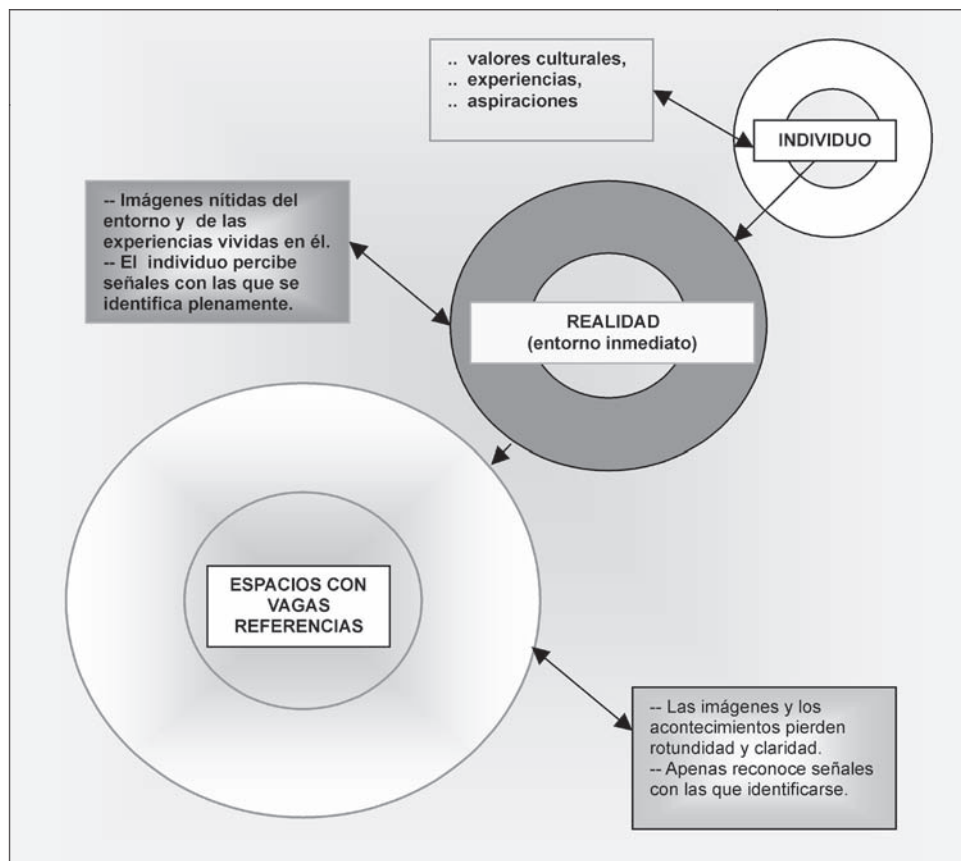 .. valores culturales,
.. experiencias,
.. aspiraciones
INDIVIDUO
-- Imágenes nítidas del
entorno y de las
experiencias vividas en él.
-- El individuo percibe
señales con las que se
identifica plenamente.
REALIDAD
(entorno inmediato)
ESPACIOS CON
VAGAS
REFERENCIAS
-- Las imágenes y los
acontecimientos pierden
rotundidad y claridad.
-- Apenas reconoce señales
con las que identificarse.